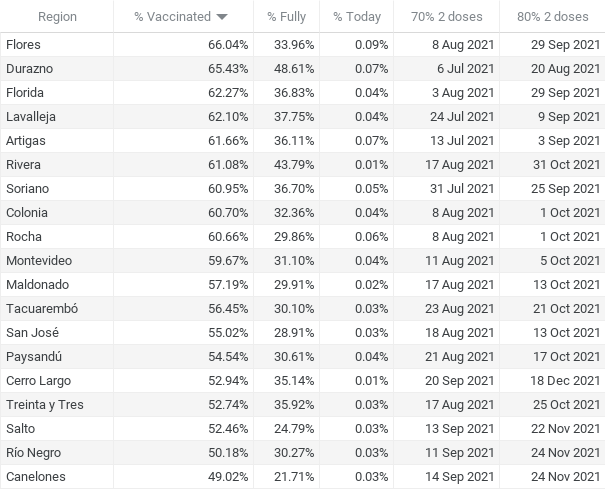 Region % Vaccinated % Fully % Today 70% 2 doses 80% 2 doses
Flores 66.04% 33.96% 0.09% 8 Aug 2021 29 Sep 2021
Durazno 65.43% 48.61% 0.07% 6 Jul 2021 20 Aug 2021
Florida 62.27% 36.83% 0.04% 3 Aug 2021 29 Sep 2021
Lavalleja 62.10% 37.75% 0.04% 24 Jul 2021 9 Sep 2021
Artigas 61.66% 36.11% 0.07% 13 Jul 2021 3 Sep 2021
Rivera 61.08% 43.79% 0.01% 17 Aug 2021 31 Oct 2021
Soriano 60.95% 36.70% 0.05% 31 Jul 2021 25 Sep 2021
Colonia 60.70% 32.36% 0.04% 8 Aug 2021 1 Oct 2021
Rocha 60.66% 29.86% 0.06% 8 Aug 2021 1 Oct 2021
Montevideo 59.67% 31.10% 0.04% 11 Aug 2021 5 Oct 2021
Maldonado 57.19% 29.91% 0.02% 17 Aug 2021 13 Oct 2021
Tacuarembó 56.45% 30.10% 0.03% 23 Aug 2021 21 Oct 2021
San José 55.02% 28.91% 0.03% 18 Aug 2021 13 Oct 2021
Paysandú 54.54% 30.61% 0.04% 21 Aug 2021 17 Oct 2021
Cerro Largo 52.94% 35.14% 0.01% 20 Sep 2021 18 Dec 2021
Treinta y Tres 52.74% 35.92% 0.03% 17 Aug 2021 25 Oct 2021
Salto 52.46% 24.79% 0.03% 13 Sep 2021 22 Nov 2021
Río Negro 50.18% 30.27% 0.03% 11 Sep 2021 24 Nov 2021
Canelones 49.02% 21.71% 0.03% 14 Sep 2021 24 Nov 2021